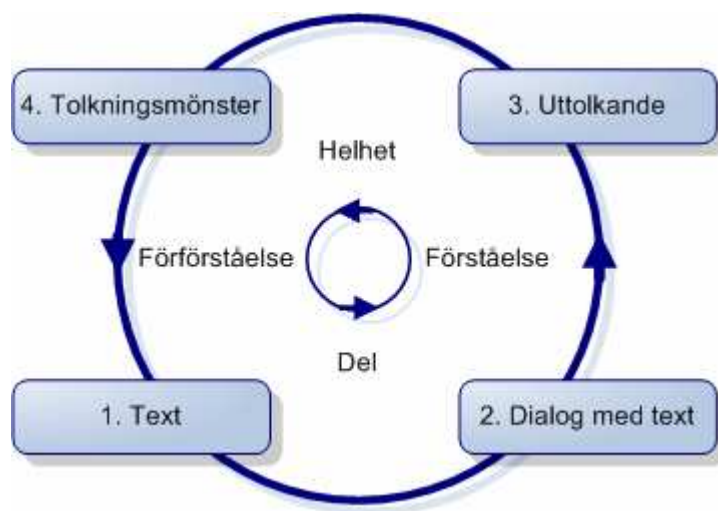 4. Tolkningsmönster
3. Uttolkande
Helhet
Förförståelse
Förståelse
Del
1. Text
2. Dialog med text